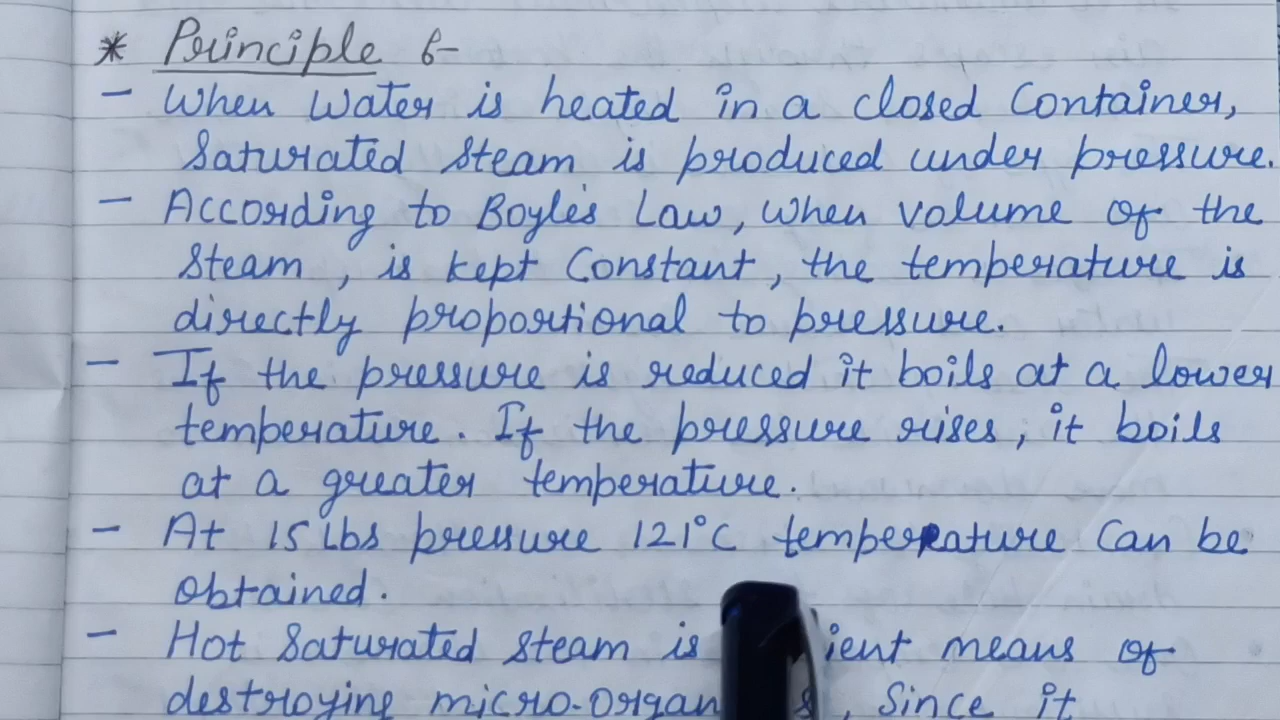 * Principle :-
- When Water is heated in a closed Container,
Saturated steam is produced under pressure.
- According to Boyle's Law, when volume of the
steam, is kept Constant, the temperature is
directly proportional to pressure.
- If the pressure is reduced it boils at a lower
temperature. If the pressure rises, it boils
at a greater temperature.
- At 15 lbs pressure 121°C temperature Can be
obtained.
- Hot Saturated steam is means of
destroying , Since it